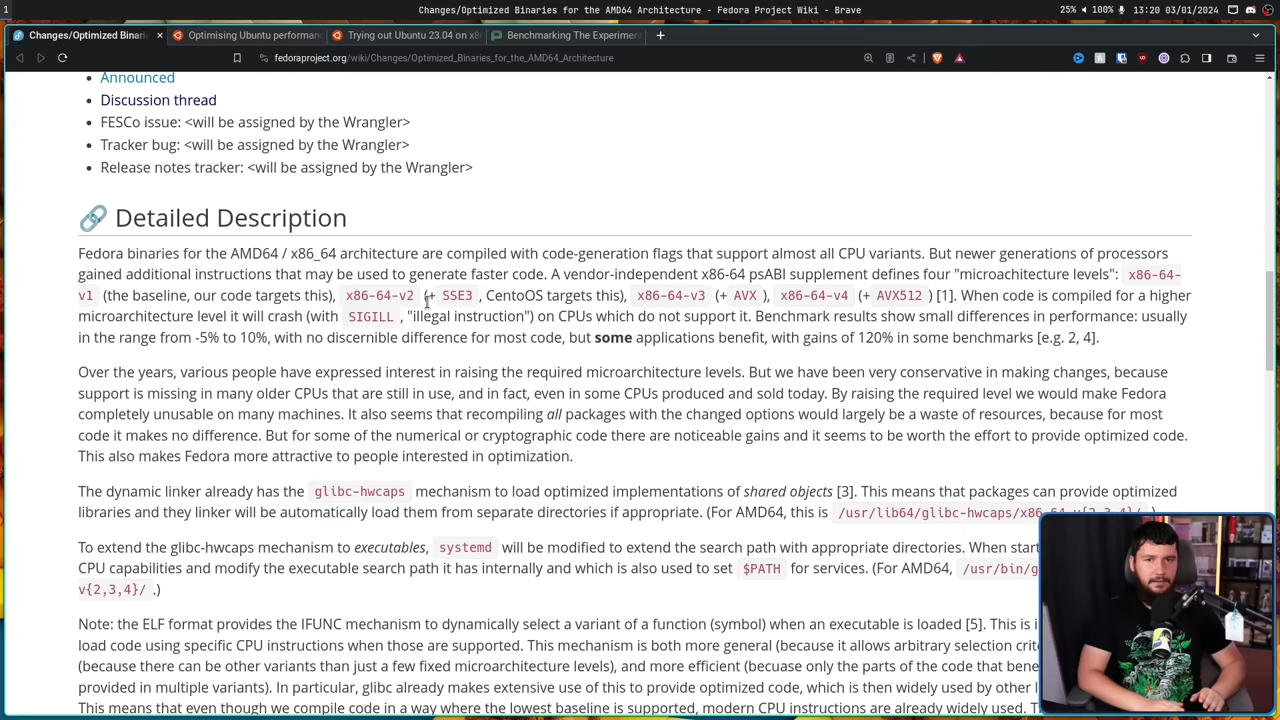 1
Changes/Optimized Binaries for the AMD64 Architecture - Fedora Project Wiki - Brave
25%
100%
13:20 03/01/2024
Changes/Optimized Binari
Optimising Ubuntu performan
Trying out Ubuntu 23.04 on x8
Benchmarking The Experiment
fedoraproject.org/wiki/Changes/Optimized_Binaries_for_the_AMD64_Architecture
Announced
Discussion thread
FESCo issue: <will be assigned by the Wrangler>
Tracker bug: <will be assigned by the Wrangler>
Release notes tracker: <will be assigned by the Wrangler>
Detailed Description
Fedora binaries for the AMD64 / x86_64 architecture are compiled with code-generation flags that support almost all CPU variants. But newer generations of processors
gained additional instructions that may be used to generate faster code. A vendor-independent x86-64 psABI supplement defines four "microachitecture levels": x86-64-
v1 (the baseline, our code targets this), x86-64-v2 (+ SSE3 , CentOS targets this), x86-64-v3 (+ AVX ), x86-64-v4 (+ AVX512 ) [1]. When code is compiled for a higher
microarchitecture level it will crash (with SIGILL , "illegal instruction") on CPUs which do not support it. Benchmark results show small differences in performance: usually
in the range from -5% to 10%, with no discernible difference for most code, but some applications benefit, with gains of 120% in some benchmarks [e.g. 2, 4].
Over the years, various people have expressed interest in raising the required microarchitecture levels. But we have been very conservative in making changes, because
support is missing in many older CPUs that are still in use, and in fact, even in some CPUs produced and sold today. By raising the required level we would make Fedora
completely unusable on many machines. It also seems that recompiling all packages with the changed options would largely be a waste of resources, because for most
code it makes no difference. But for some of the numerical or cryptographic code there are noticeable gains and it seems to be worth the effort to provide optimized code.
This also makes Fedora more attractive to people interested in optimization.
The dynamic linker already has the glibc-hwcaps mechanism to load optimized implementations of shared objects [3]. This means that packages can provide optimized
libraries and they linker will be automatically load them from separate directories if appropriate. (For AMD64, this is /usr/lib64/glibc-hwcaps/x86-64-v{2,3,4}/ .)
To extend the glibc-hwcaps mechanism to executables, systemd will be modified to extend the search path with appropriate directories. When start
CPU capabilities and modify the executable search path it has internally and which is also used to set $PATH for services. (For AMD64, /usr/bin/g
v{2,3,4}/ .)
Note: the ELF format provides the IFUNC mechanism to dynamically select a variant of a function (symbol) when an executable is loaded [5]. This is i
load code using specific CPU instructions when those are supported. This mechanism is both more general (because it allows arbitrary selection crite
(because there can be other variants than just a few fixed microarchitecture levels), and more efficient (becuase only the parts of the code that bene
provided in multiple variants). In particular, glibc already makes extensive use of this to provide optimized code, which is then widely used by other l
This means that even though we compile code in a way where the lowest baseline is supported, modern CPU instructions are already widely used. T